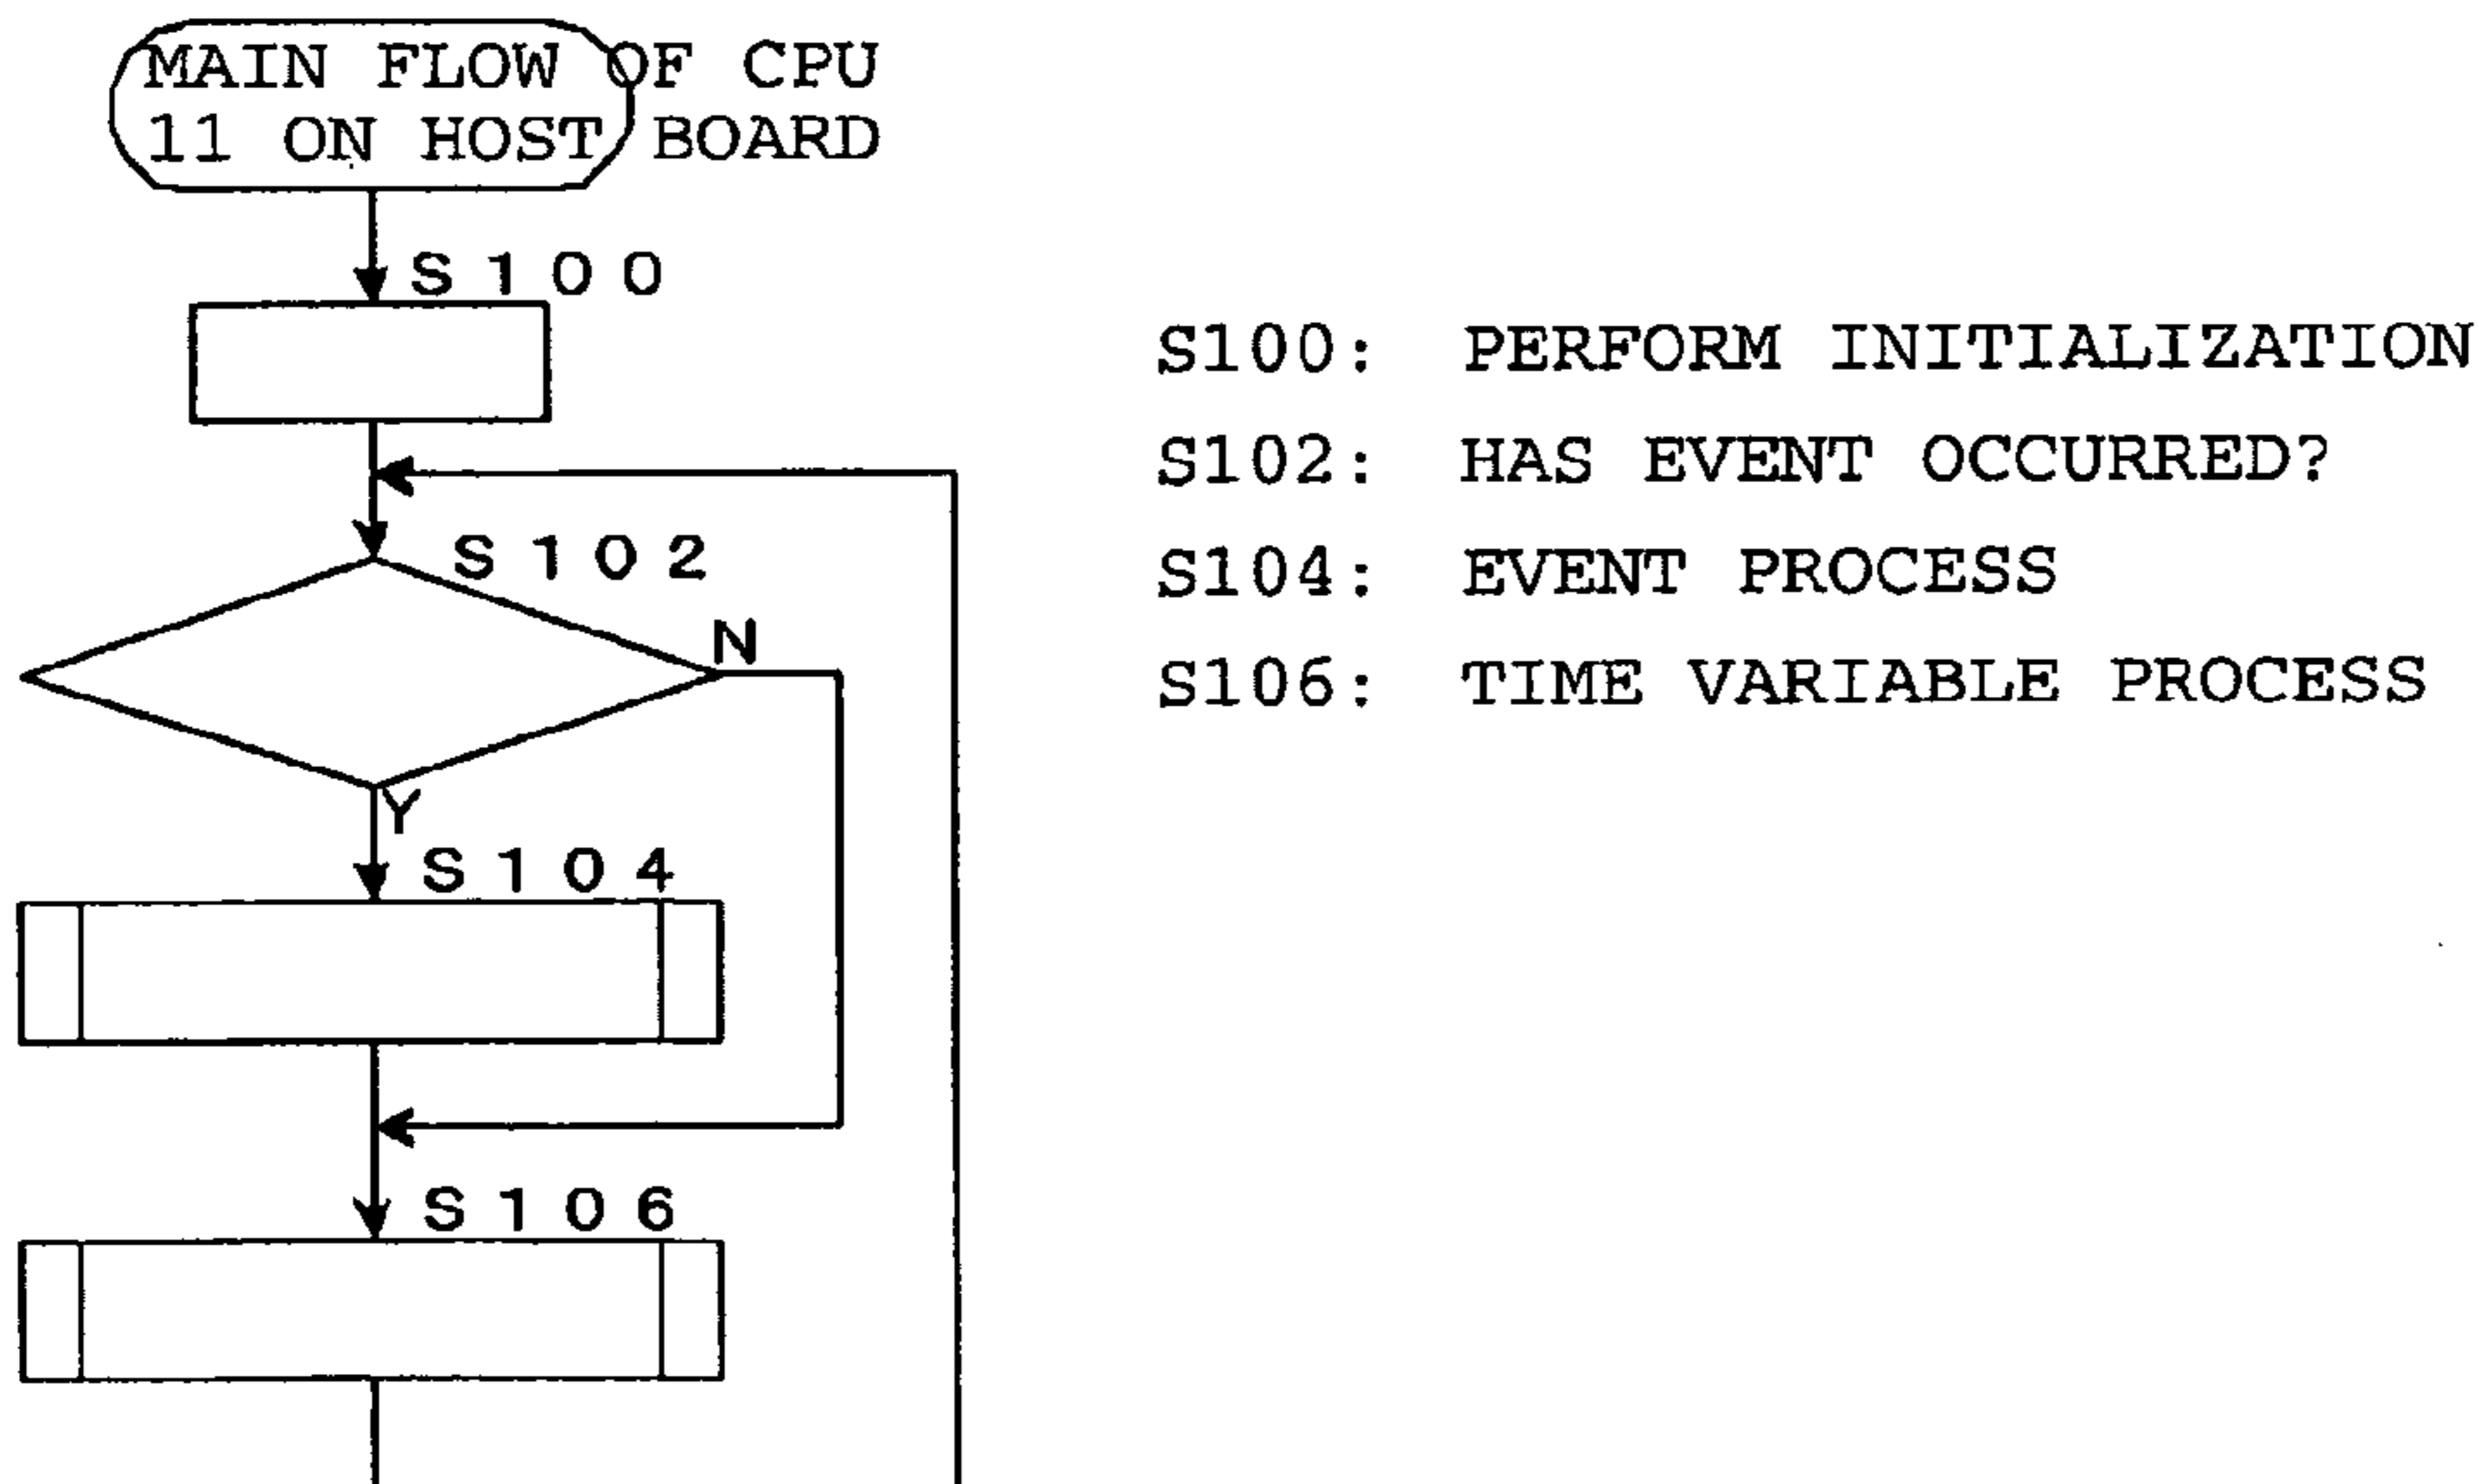 MAIN FLOW OF CPU
11 ON HOST BOARD
S100
S102
N
Y
S104
S106
S100: PERFORM INITIALIZATION
S102: HAS EVENT OCCURRED?
S104: EVENT PROCESS
S106: TIME VARIABLE PROCESS